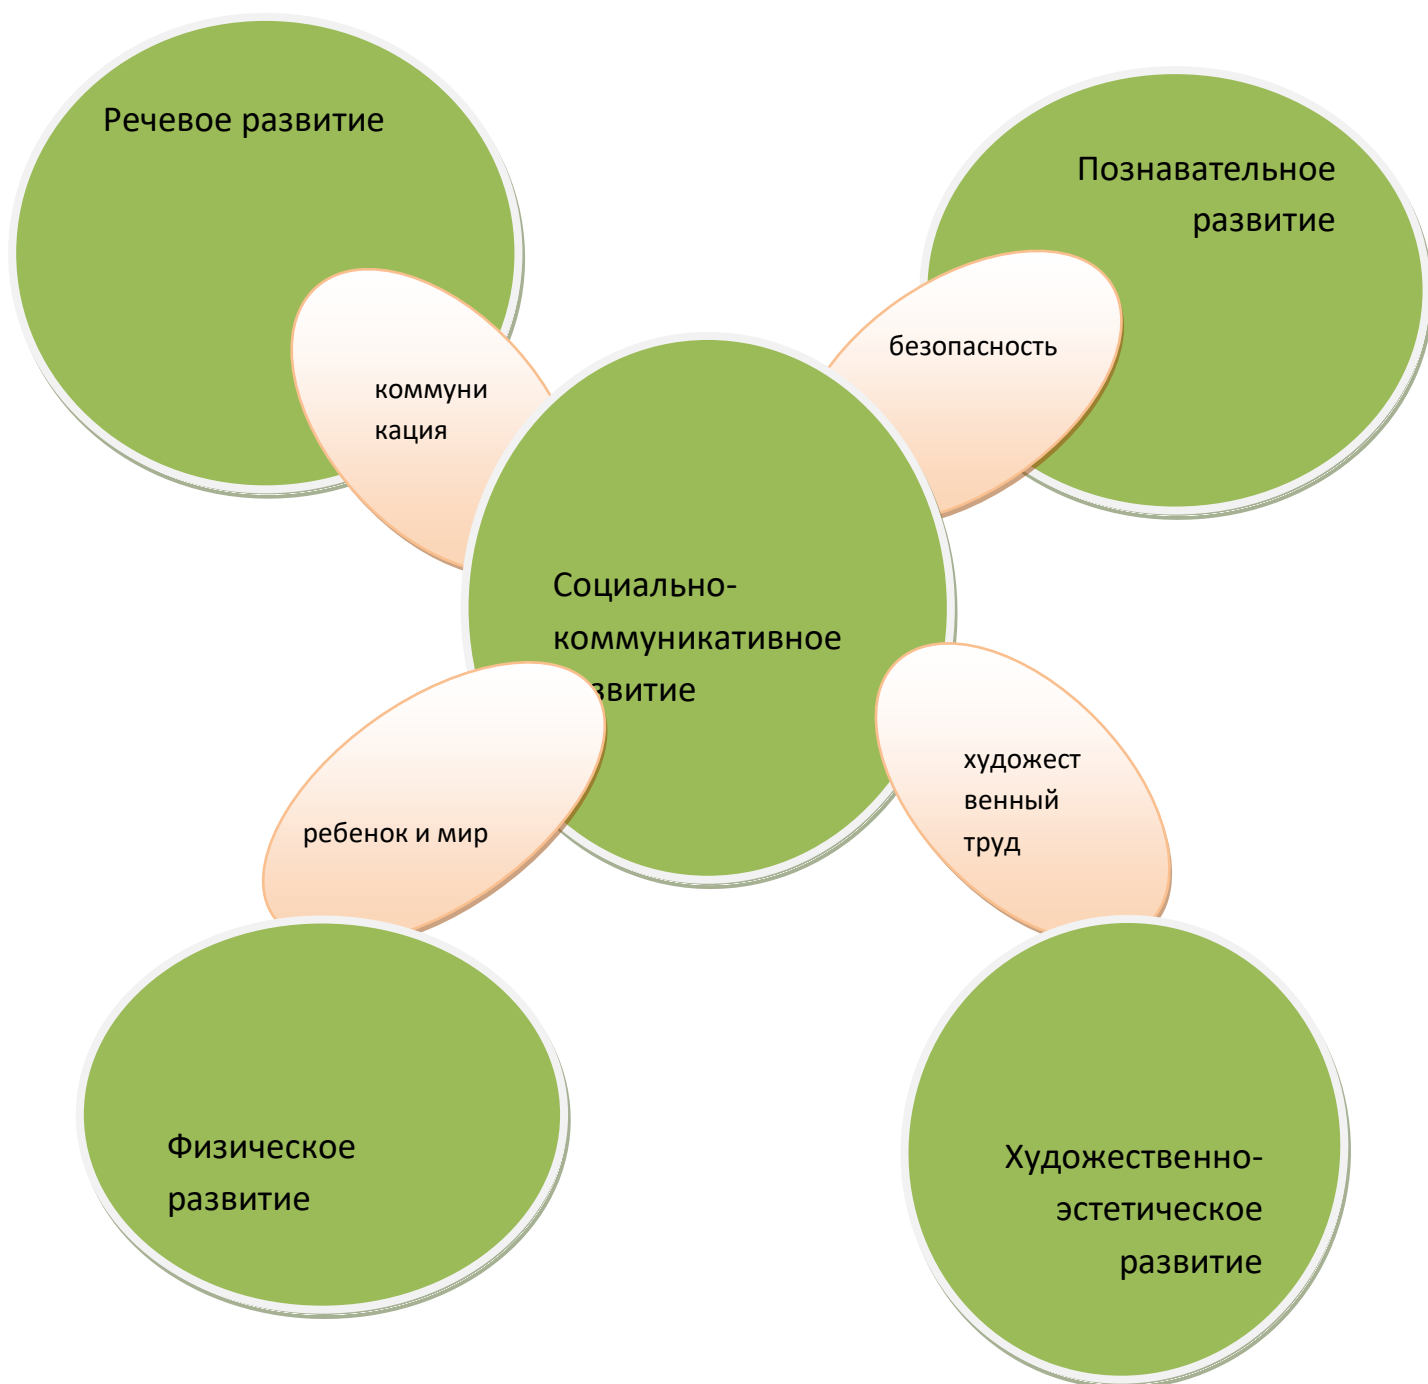 Речевое развитие
Познавательное
развитие
безопасность
коммуни
кация
Социально-
коммуникативное
звитие
художест
венный
труд
ребенок и мир
Физическое
развитие
Художественно-
эстетическое
развитие